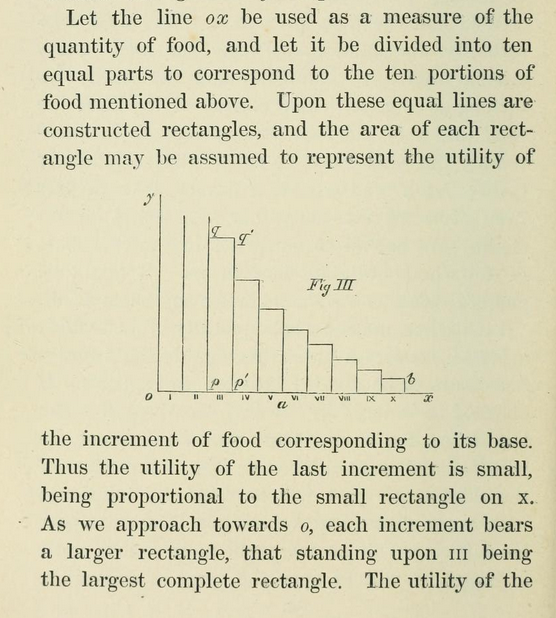 Let the line ox be used as a measure of the
quantity of food, and let it be divided into ten
equal parts to correspond to the ten portions of
food mentioned above. Upon these equal lines are
constructed rectangles, and the area of each rect-
angle may be assumed to represent the utility of
y
q q'
Fig III
p p'
o I II III IV V VI VII VIII IX X b x
a
the increment of food corresponding to its base.
Thus the utility of the last increment is small,
being proportional to the small rectangle on x.
As we approach towards o, each increment bears
a larger rectangle, that standing upon III being
the largest complete rectangle. The utility of the